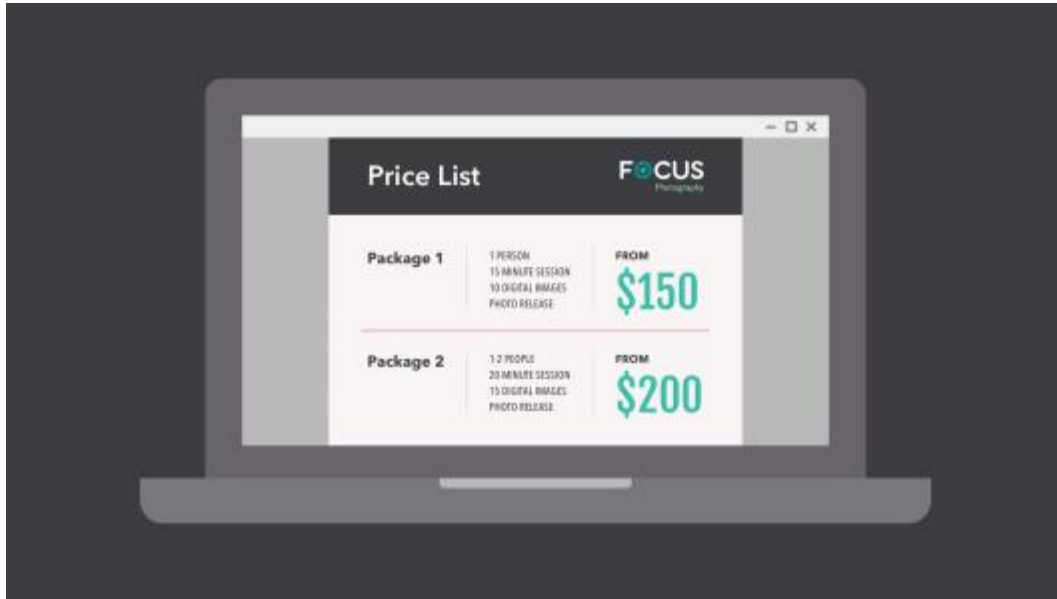 Price List
FOCUS
Photography
Package 1
1 PERSON
15 MINUTE SESSION
10 DIGITAL IMAGES
PHOTO RELEASE
FROM
$150
Package 2
1-2 PEOPLE
20 MINUTE SESSION
15 DIGITAL IMAGES
PHOTO RELEASE
FROM
$200